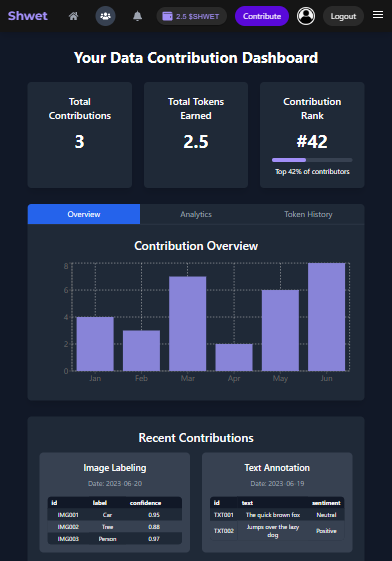 Shwet
2.5 $SHWET
Contribute
Logout
Your Data Contribution Dashboard
Total
Contributions
3
Total Tokens
Earned
2.5
Contribution
Rank
#42
Top 42% of contributors
Overview Analytics Token History
Contribution Overview
8
6
4
2
0
Jan Feb Mar Apr May Jun
Recent Contributions
Image Labeling
Date: 2023-06-20
id label confidence
IMG001 Car 0.95
IMG002 Tree 0.88
IMG003 Person 0.97
Text Annotation
Date: 2023-06-19
id text sentiment
TXT001 The quick brown fox Neutral
TXT002 Jumps over the lazy Positive
dog